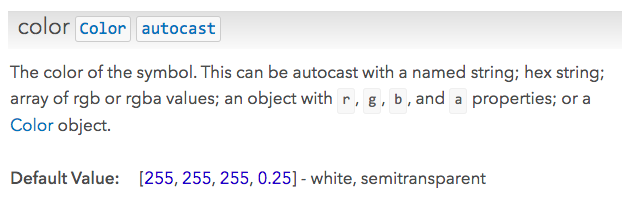 color Color autocast
The color of the symbol. This can be autocast with a named string; hex string;
array of rgb or rgba values; an object with r, g, b, and a properties; or a
Color object.
Default Value: [255, 255, 255, 0.25] - white, semitransparent